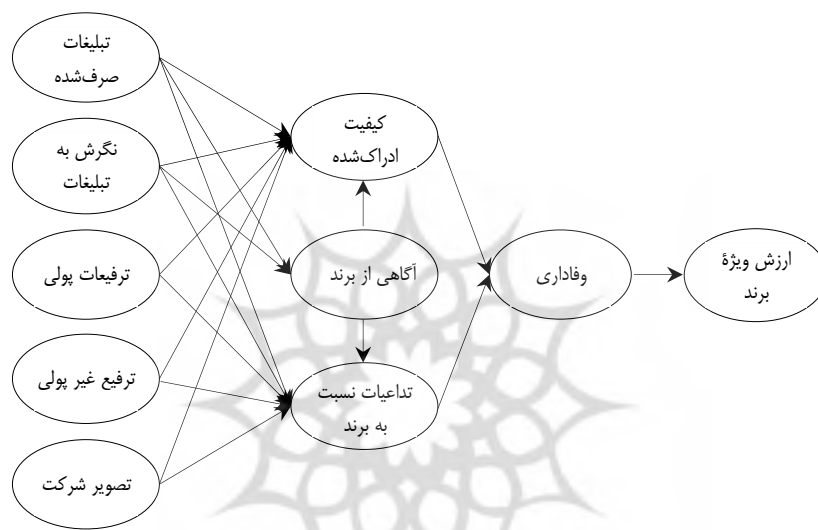 تبلیغات
صرف‌شده
نگرش به
تبلیغات
ترفیعات پولی
ترفیع غیر پولی
تصویر شرکت
کیفیت
ادراک‌شده
آگاهی از برند
تداعیات نسبت
به برند
وفاداری
ارزش ویژهٔ
برند